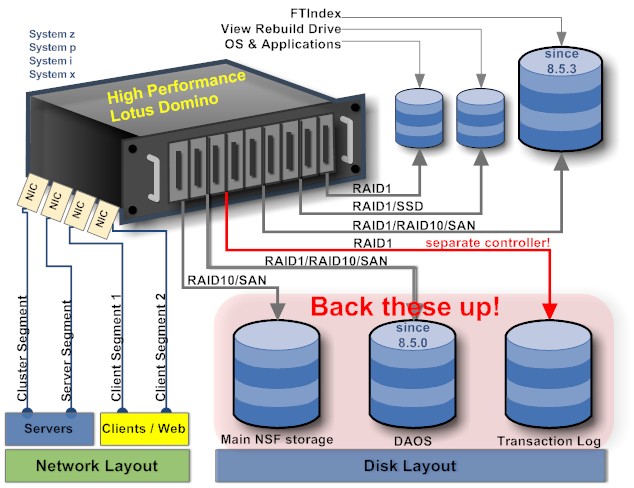 FTIndex
View Rebuild Drive
OS & Applications
System z
System p
System i
System x
since
8.5.3
High Performance
Lotus Domino
NIC
NIC
NIC
NIC
RAID1
RAID1/SSD
RAID1/RAID10/SAN
RAID1
separate controller!
RAID1/RAID10/SAN
RAID10/SAN
Back these up!
since
8.5.0
Cluster Segment
Server Segment
Client Segment 1
Client Segment 2
Servers
Clients / Web
Main NSF storage
DAOS
Transaction Log
Network Layout
Disk Layout